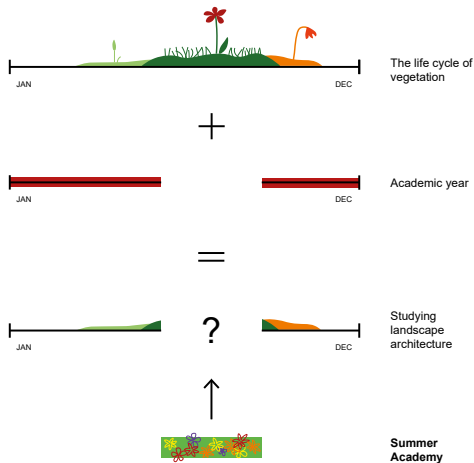 The life cycle of
vegetation
JAN
DEC
+
Academic year
JAN
DEC
=
Studying
landscape
architecture
?
JAN
DEC
Summer
Academy